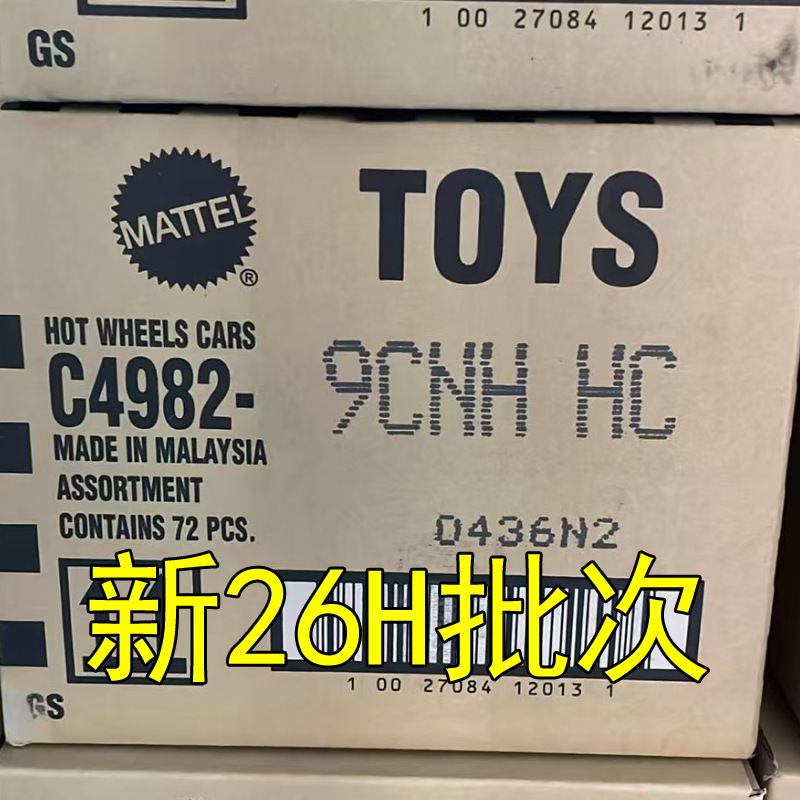 GS
1 00 27084 12013 1
MATTEL
®
TOYS
HOT WHEELS CARS
C4982-
9CNH HC
MADE IN MALAYSIA
ASSORTMENT
CONTAINS 72 PCS.
0436N2
新26H批次
1 00 27084 12013 1
GS